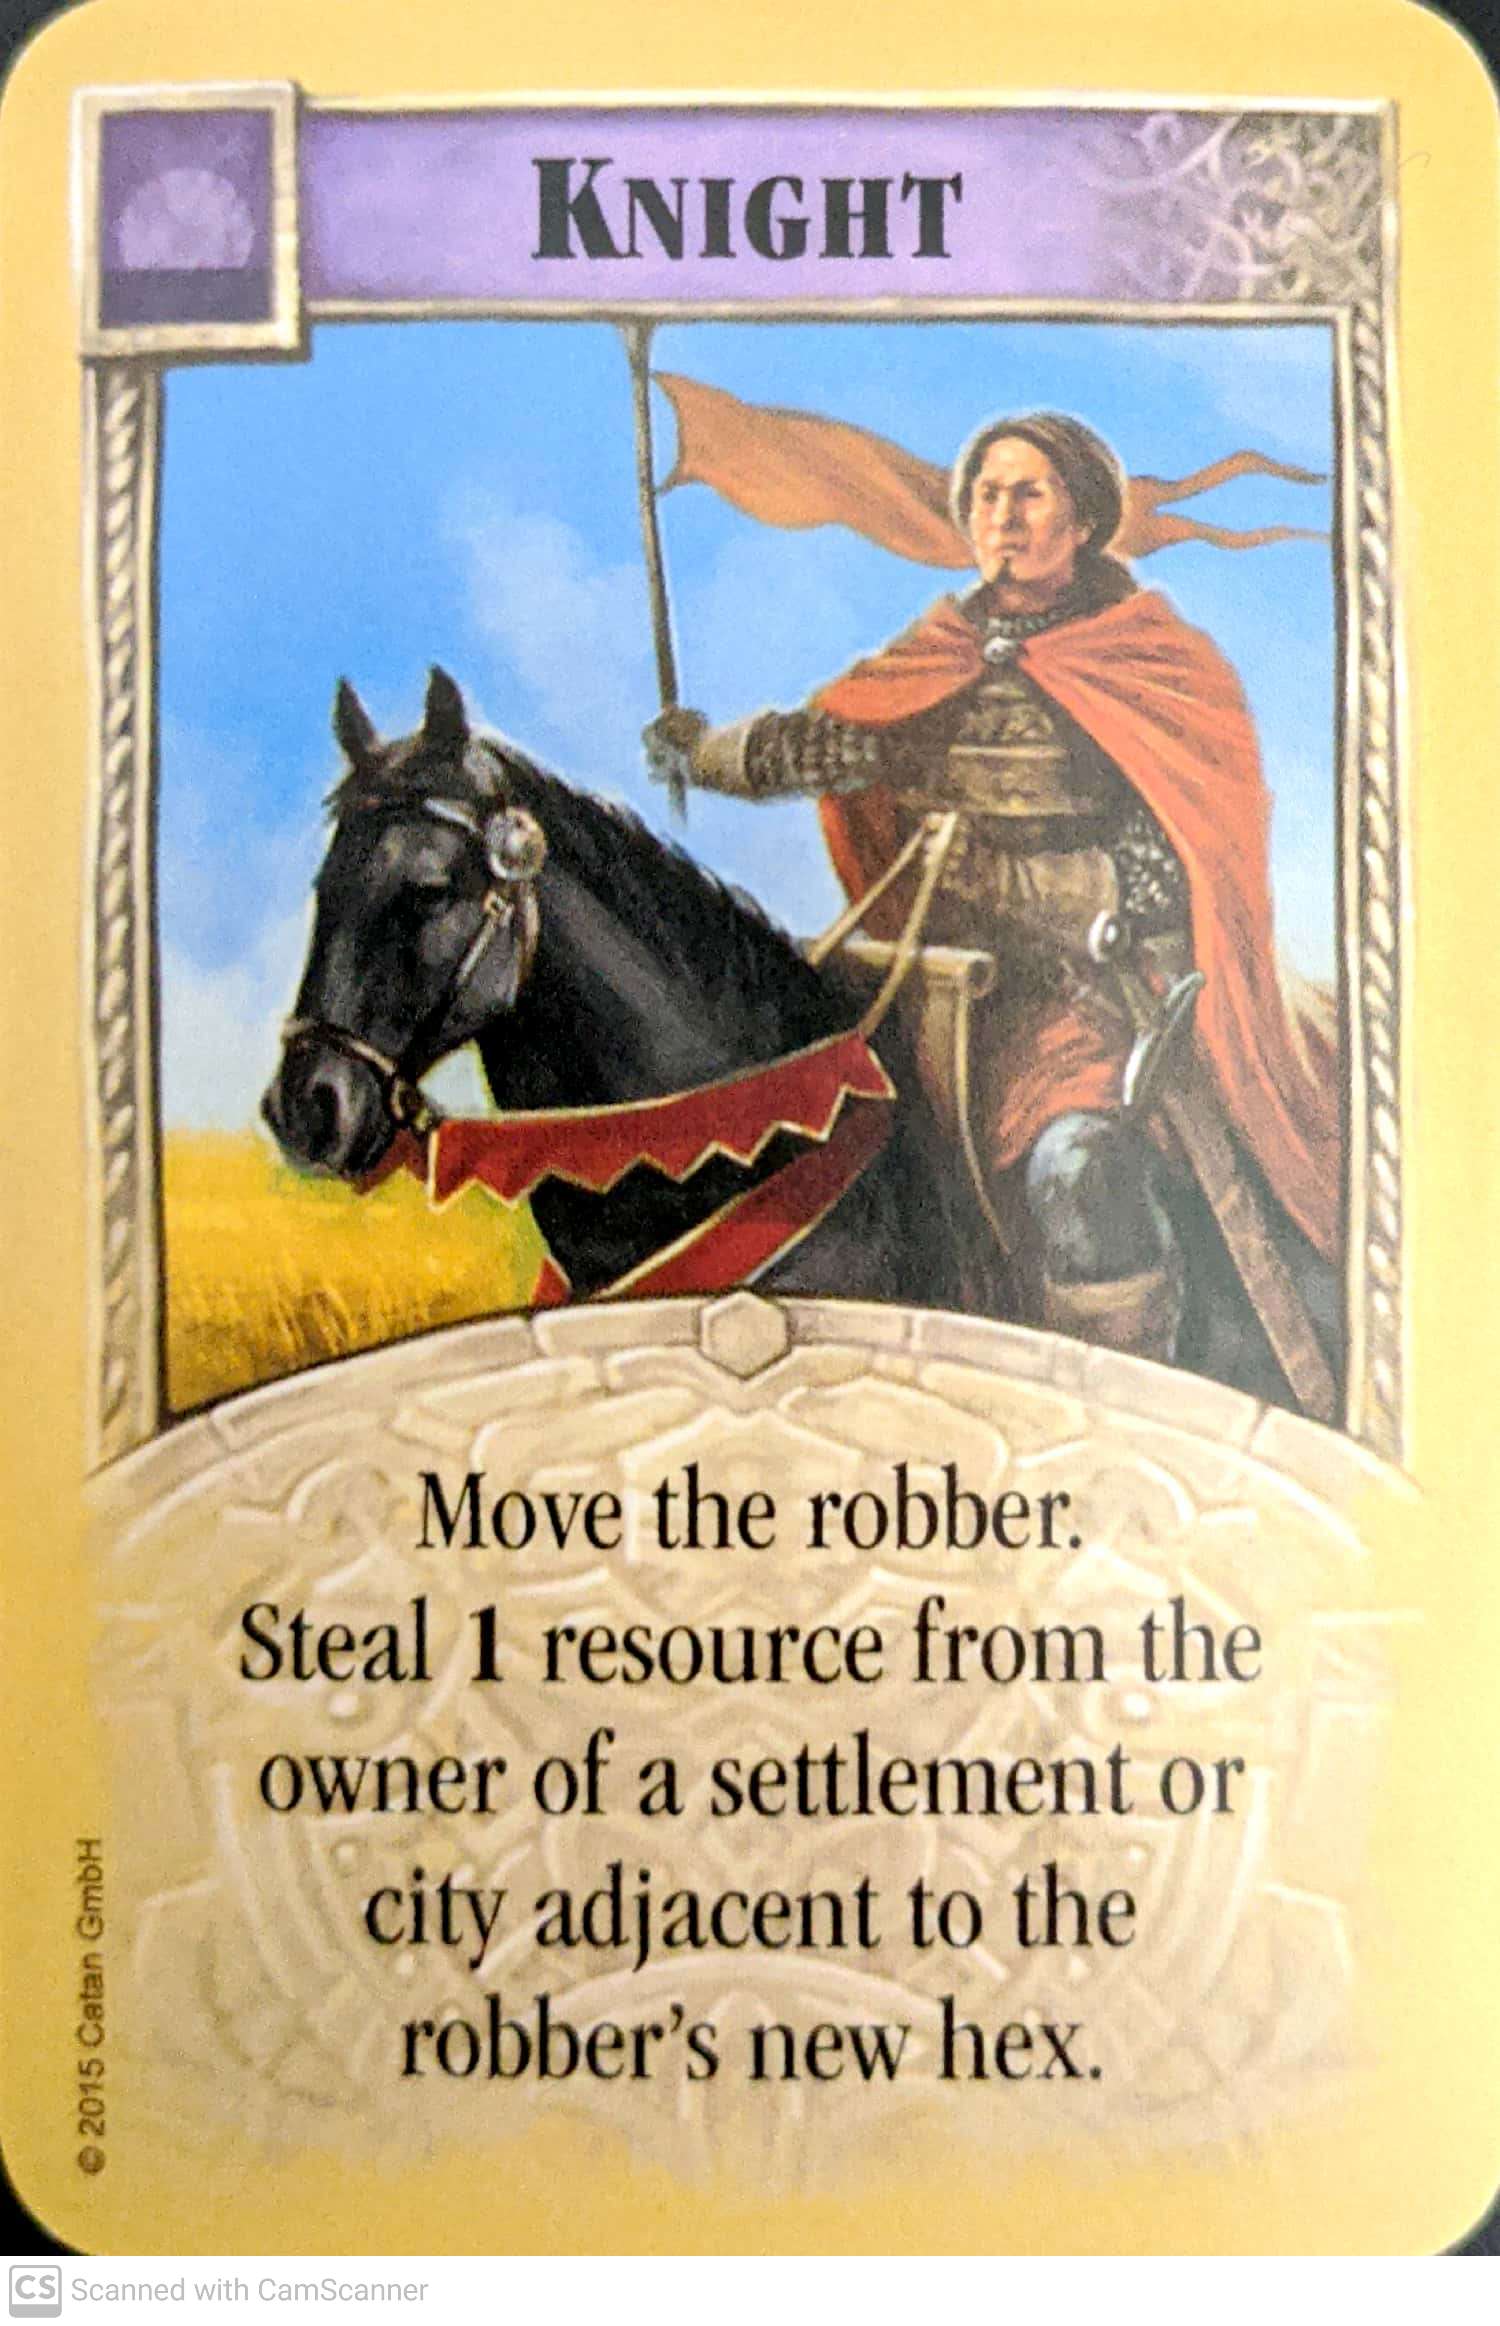 KNIGHT
Move the robber.
Steal 1 resource from the
owner of a settlement or
city adjacent to the
robber's new hex.
© 2015 Catan GmbH
CS Scanned with CamScanner